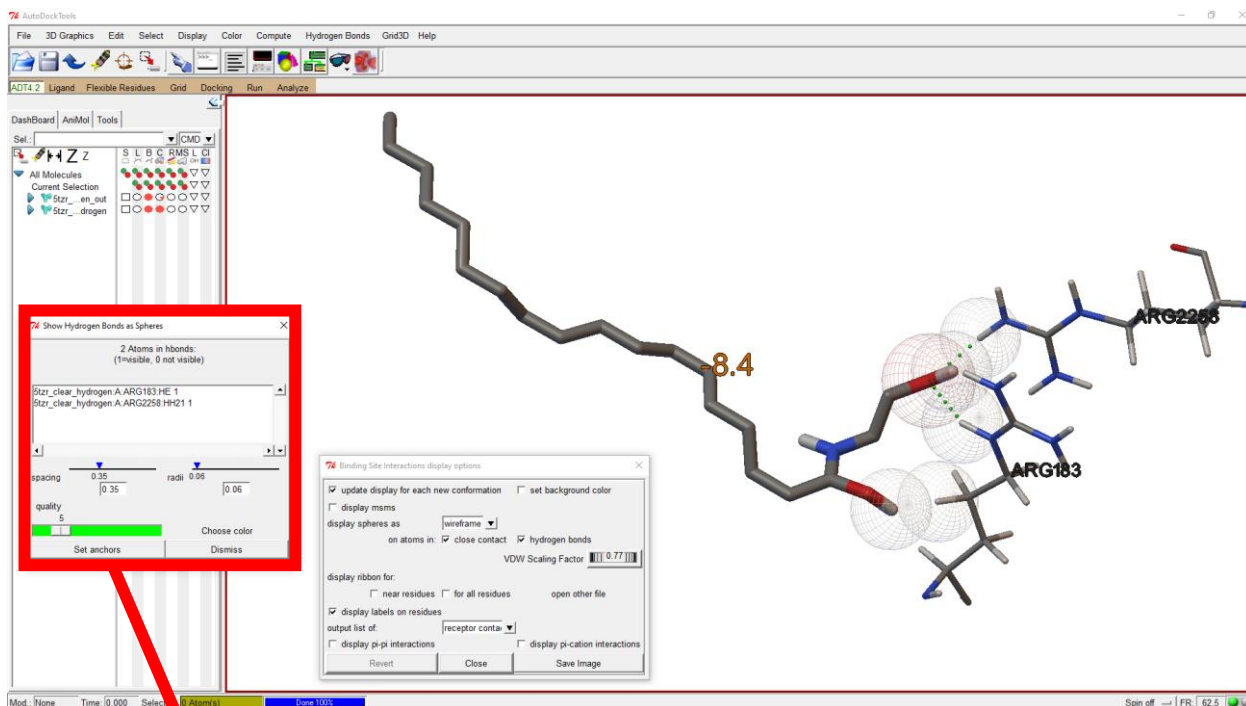 AutoDockTools
File 3D Graphics Edit Select Display Color Compute Hydrogen Bonds Grid3D Help
ADT4.2 Ligand Flexible Residues Grid Docking Run Analyze
DashBoard AniMol Tools
Sel.: CMD
Z Z S L B C R MS L Cl
All Molecules
Current Selection
5tzr_...en_out
5tzr_...drogen
-8.4
ARG2258
ARG183
Show Hydrogen Bonds as Spheres
2 Atoms in hbonds:
(1=visible, 0 not visible)
5tzr_clear_hydrogen:A:ARG183:HE 1
5tzr_clear_hydrogen:A:ARG2258:HH21 1
spacing 0.35 radii 0.06
0.35 0.06
quality
5
Choose color
Set anchors Dismiss
Binding Site Interactions display options
update display for each new conformation set background color
display msms
display spheres as wireframe
on atoms in: close contact hydrogen bonds
VDW Scaling Factor 0.77
display ribbon for:
near residues for all residues open other file
display labels on residues
output list of: receptor conta
display pi-pi interactions display pi-cation interactions
Revert Close Save Image
Mod.: None Time: 0.000 Selec 0 Atom(s) Done 100% Spin off FR: 62.5